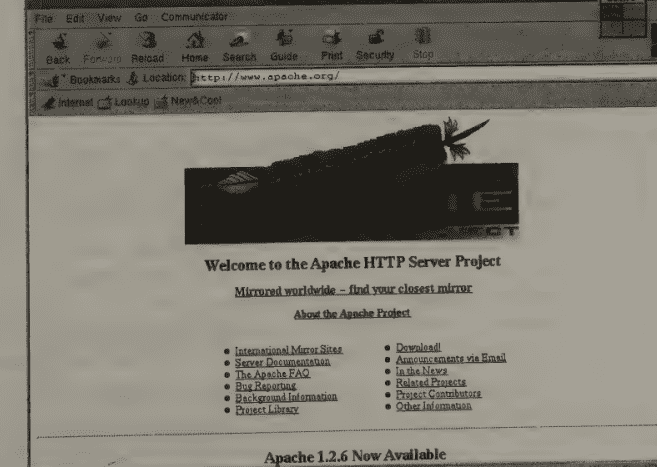 File Edit View Go Communicator
Back Forward Reload Home Search Guide Print Security Stop
Bookmarks Location: http://www.apache.org/
Internet Lookup New&Cool
Welcome to the Apache HTTP Server Project
Mirrored worldwide – find your closest mirror
About the Apache Project
International Mirror Sites
Server Documentation
The Apache FAQ
Bug Reporting
Background Information
Project Library
Download!
Announcements via Email
In the News
Related Projects
Project Contributors
Other Information
Apache 1.2.6 Now Available